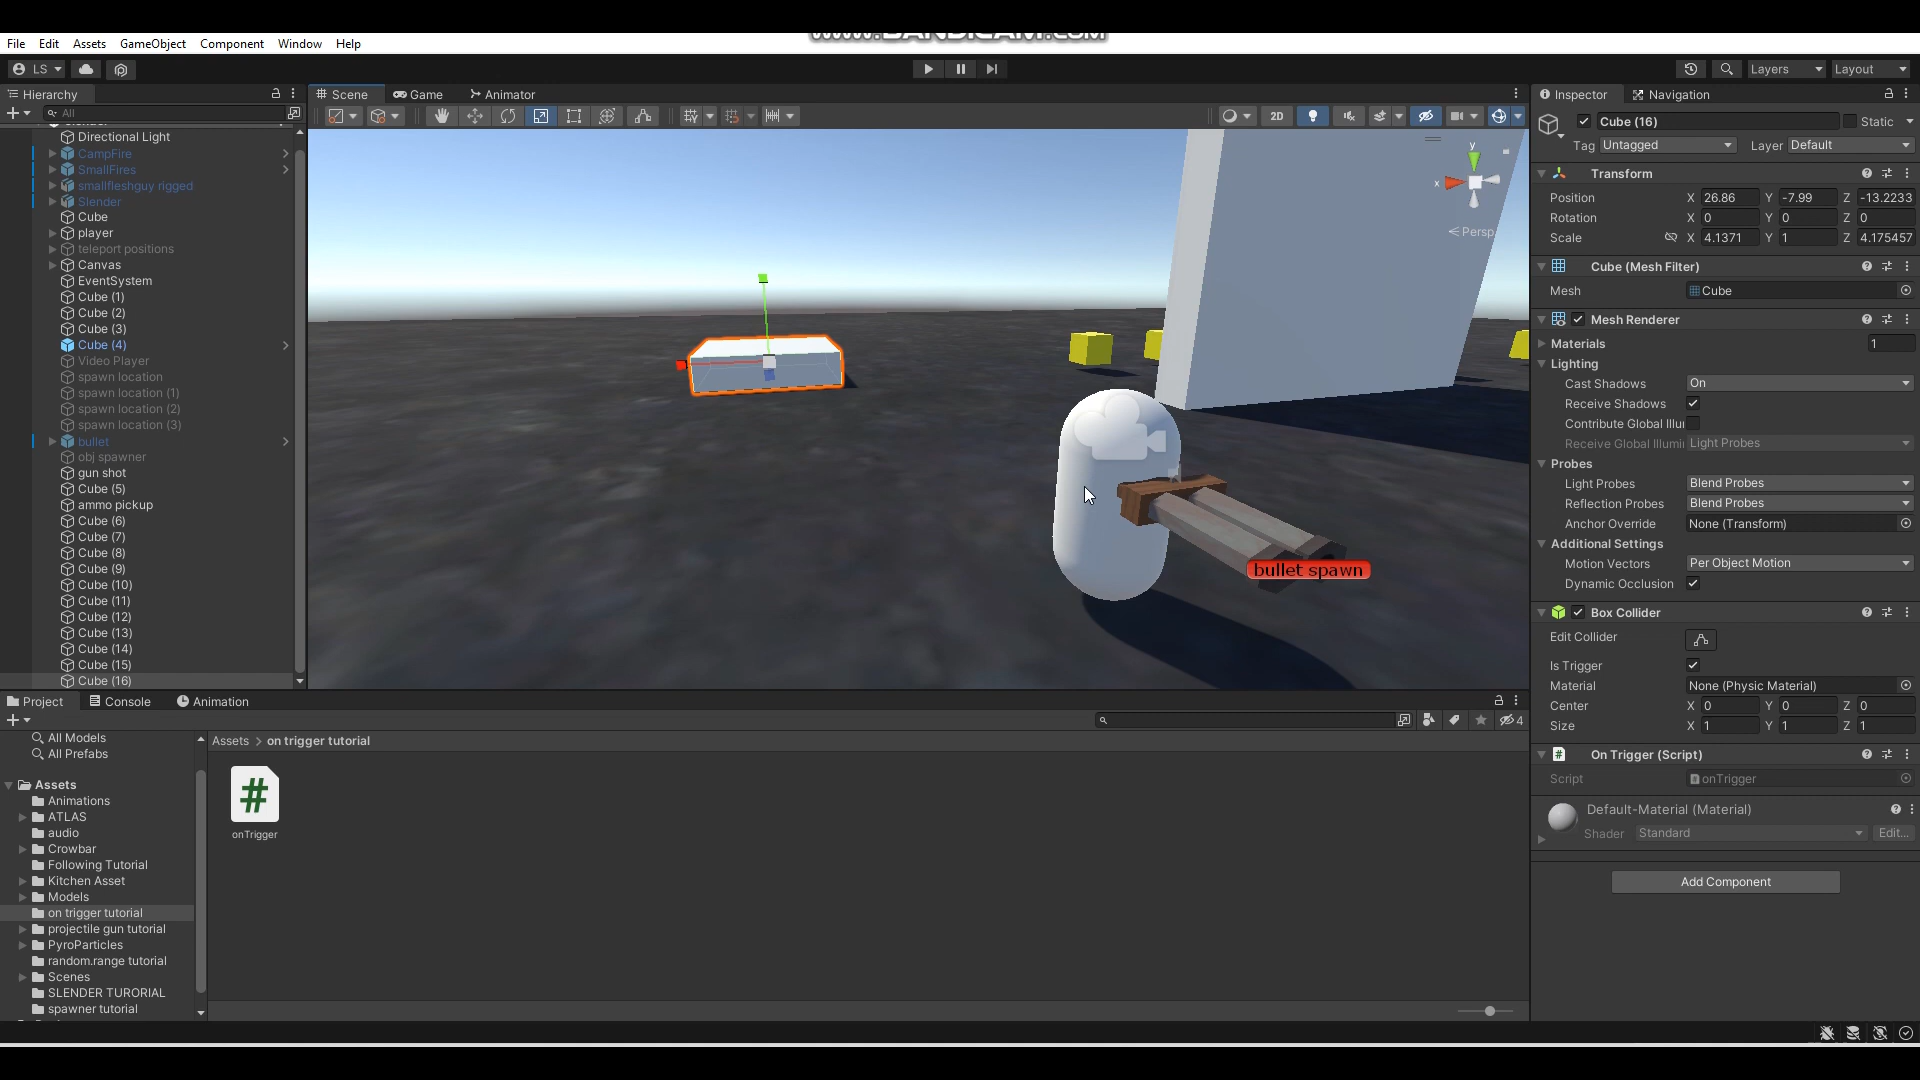 www.BANDICAM.com
File Edit Assets GameObject Component Window Help
LS
Layers
Layout
Hierarchy
All
Directional Light
CampFire
SmallFires
smallfleshguy rigged
Slender
Cube
player
teleport positions
Canvas
EventSystem
Cube (1)
Cube (2)
Cube (3)
Cube (4)
Video Player
spawn location
spawn location (1)
spawn location (2)
spawn location (3)
bullet
obj spawner
gun shot
Cube (5)
ammo pickup
Cube (6)
Cube (7)
Cube (8)
Cube (9)
Cube (10)
Cube (11)
Cube (12)
Cube (13)
Cube (14)
Cube (15)
Cube (16)
Scene Game Animator
2D
y
x
Persp
bullet spawn
Inspector Navigation
Cube (16) Static
Tag Untagged Layer Default
Transform
Position X 26.86 Y -7.99 Z -13.2233
Rotation X 0 Y 0 Z 0
Scale X 4.1371 Y 1 Z 4.175457
Cube (Mesh Filter)
Mesh Cube
Mesh Renderer
Materials 1
Lighting
Cast Shadows On
Receive Shadows
Contribute Global Illui
Receive Global Illumii Light Probes
Probes
Light Probes Blend Probes
Reflection Probes Blend Probes
Anchor Override None (Transform)
Additional Settings
Motion Vectors Per Object Motion
Dynamic Occlusion
Box Collider
Edit Collider
Is Trigger
Material None (Physic Material)
Center X 0 Y 0 Z 0
Size X 1 Y 1 Z 1
On Trigger (Script)
Script onTrigger
Default-Material (Material)
Shader Standard Edit...
Add Component
Project Console Animation
4
All Models
All Prefabs
Assets
Animations
ATLAS
audio
Crowbar
Following Tutorial
Kitchen Asset
Models
on trigger tutorial
projectile gun tutorial
PyroParticles
random.range tutorial
Scenes
SLENDER TURORIAL
spawner tutorial
Assets > on trigger tutorial
#
onTrigger